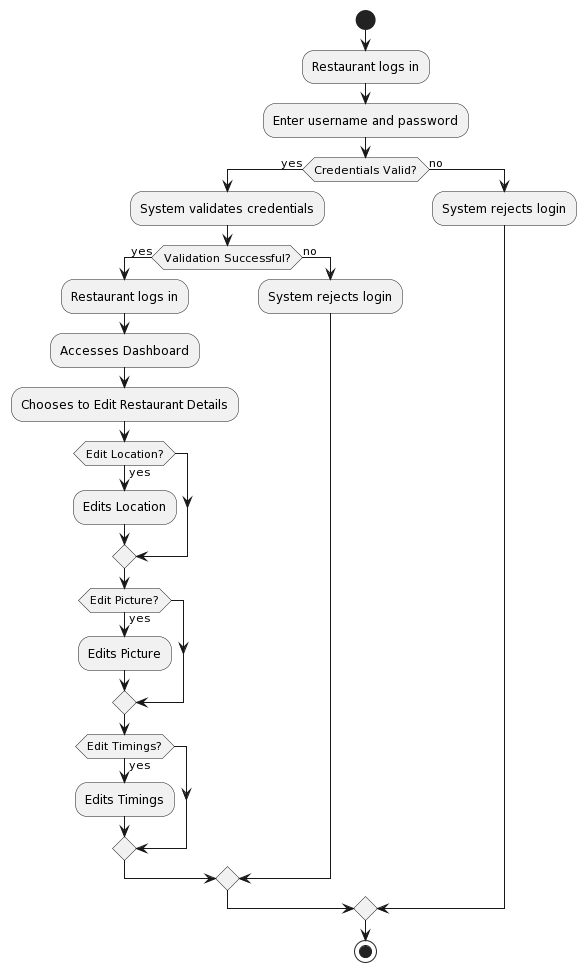 Restaurant logs in
Enter username and password
yes
Credentials Valid?
no
System validates credentials
System rejects login
yes
Validation Successful?
no
Restaurant logs in
System rejects login
Accesses Dashboard
Chooses to Edit Restaurant Details
Edit Location?
yes
Edits Location
Edit Picture?
yes
Edits Picture
Edit Timings?
yes
Edits Timings